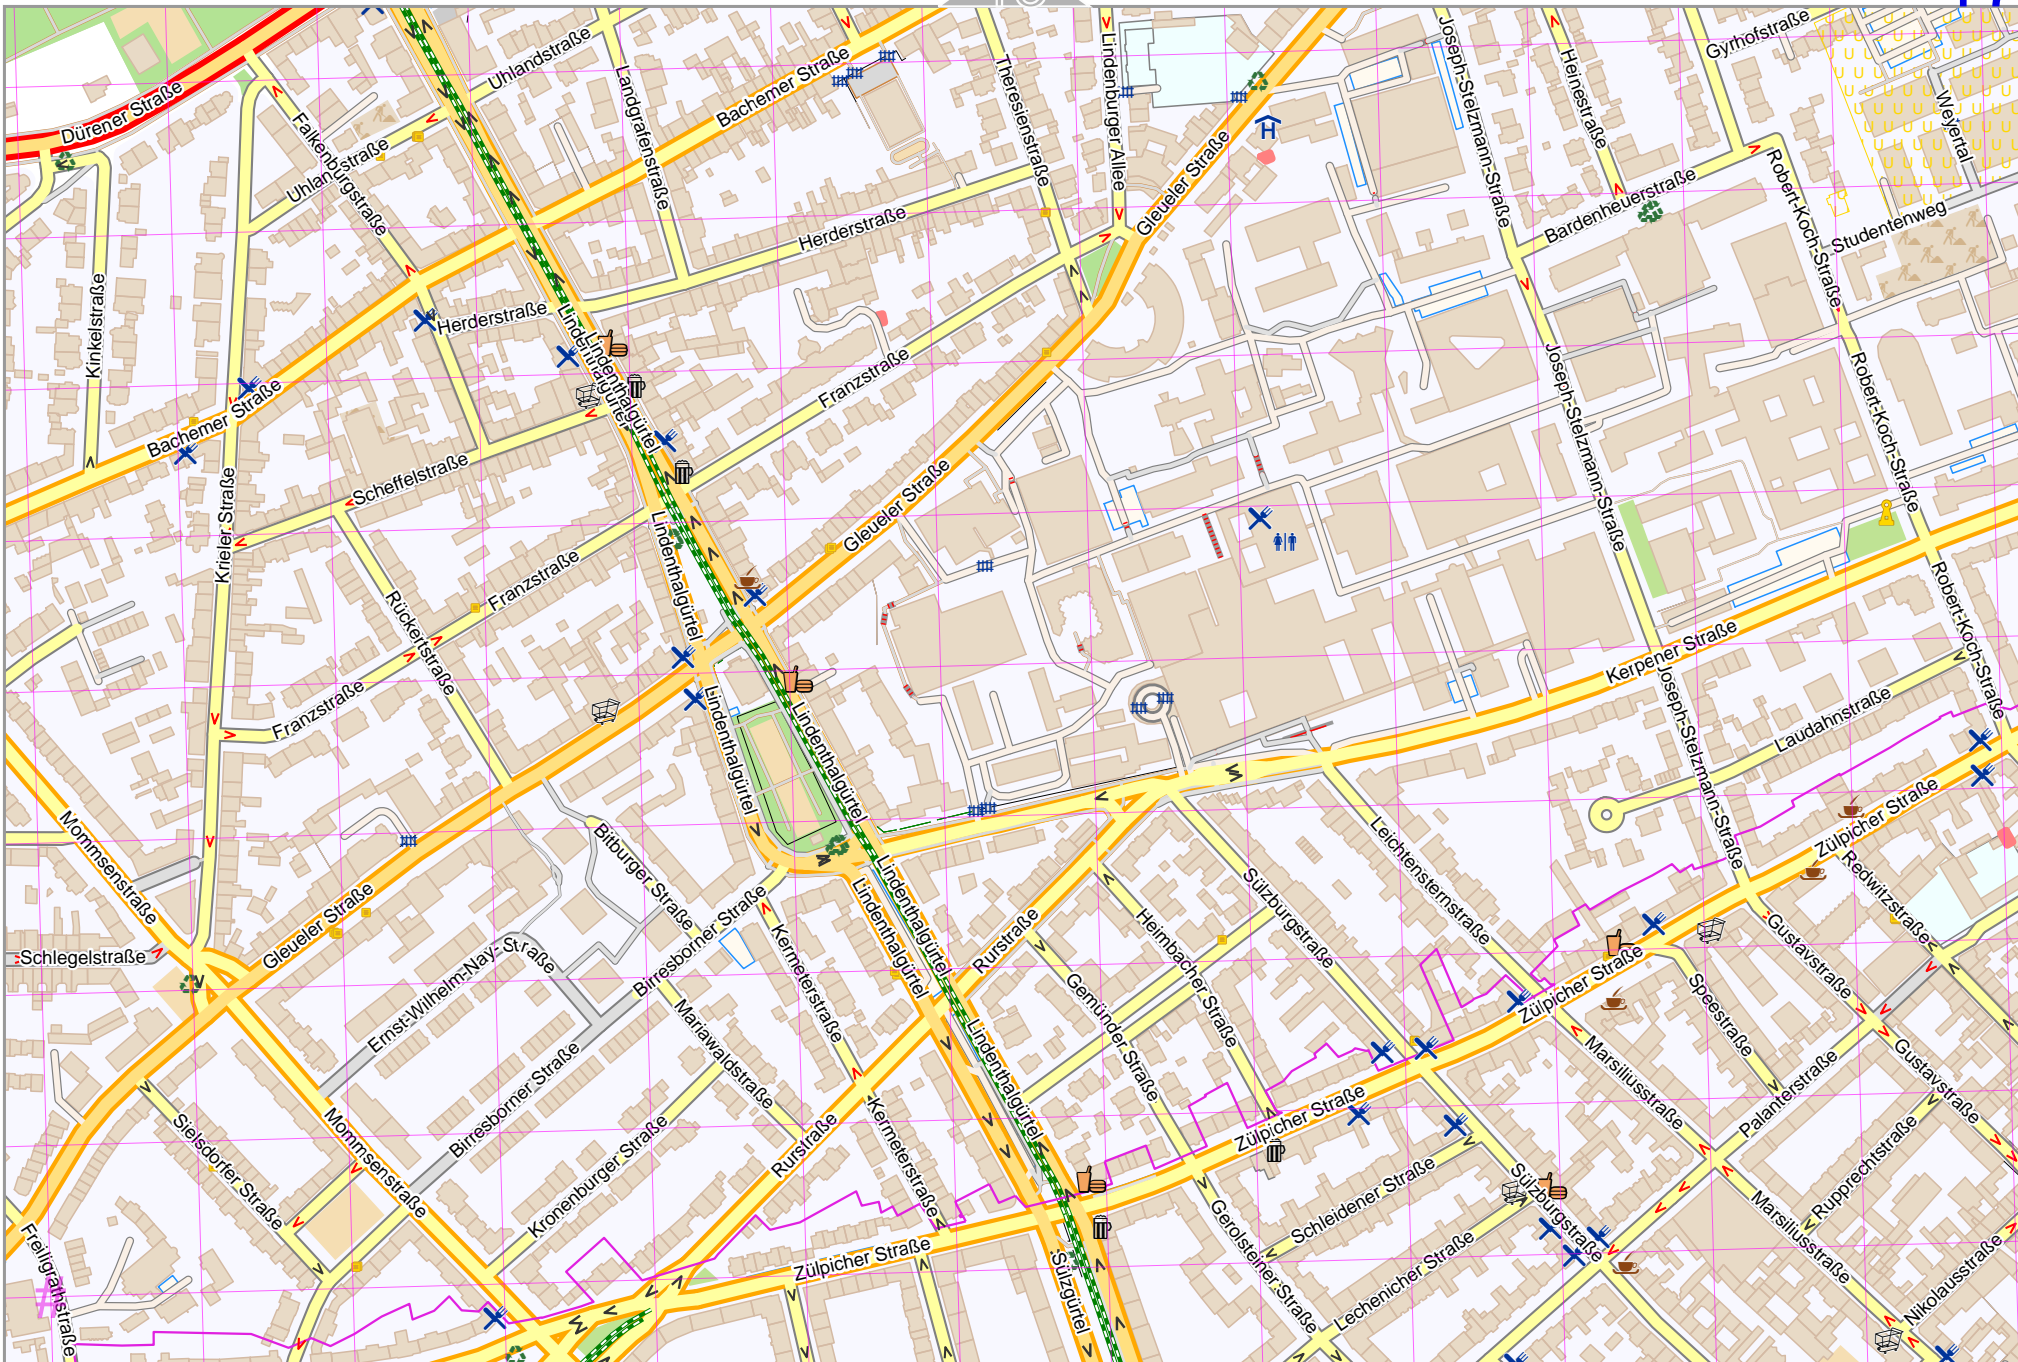 Dürener Straße
Uhlandstraße
Landgrafenstraße
Bachemer Straße
Theresienstraße
Lindenburger Allee
Gleueler Straße
Joseph-Stelzmann-Straße
Heinestraße
Gyrhofstraße
Weyertal
Falkenburgstraße
Uhlandstraße
Herderstraße
Bardenheuerstraße
Robert-Koch-Straße
Studentenweg
Kinkelstraße
Herderstraße
Lindenthalgürtel
Lindenthalgürtel
Franzstraße
Joseph-Stelzmann-Straße
Robert-Koch-Straße
Bachemer Straße
Scheffelstraße
Krieler Straße
Gleueler Straße
Lindenthalgürtel
Franzstraße
Rückertstraße
Robert-Koch-Straße
Kerpener Straße
Franzstraße
Lindenthalgürtel
Lindenthalgürtel
Joseph-Stelzmann-Straße
Laudahnstraße
Zülpicher Straße
Mommsenstraße
Bitburger Straße
Leichtensternstraße
Redwitzstraße
Gleueler Straße
Schlegelstraße
Ernst-Wilhelm-Nay-Straße
Birresborner Straße
Kermeterstraße
Lindenthalgürtel
Lindenthalgürtel
Rurstraße
Sülzburgstraße
Heimbacher Straße
Gemünder Straße
Zülpicher Straße
Gustavstraße
Speestraße
Mariawaldstraße
Lindenthalgürtel
Marsiliusstraße
Palanterstraße
Gustavstraße
Birresborner Straße
Sielsdorfer Straße
Mommsenstraße
Kronenburger Straße
Rurstraße
Kermeterstraße
Zülpicher Straße
Schleidener Straße
Sülzburgstraße
Marsiliusstraße
Rupprechtstraße
Freiligrathstraße
Zülpicher Straße
Sülzgürtel
Gerolsteiner Straße
Lechenicher Straße
Nikolausstraße